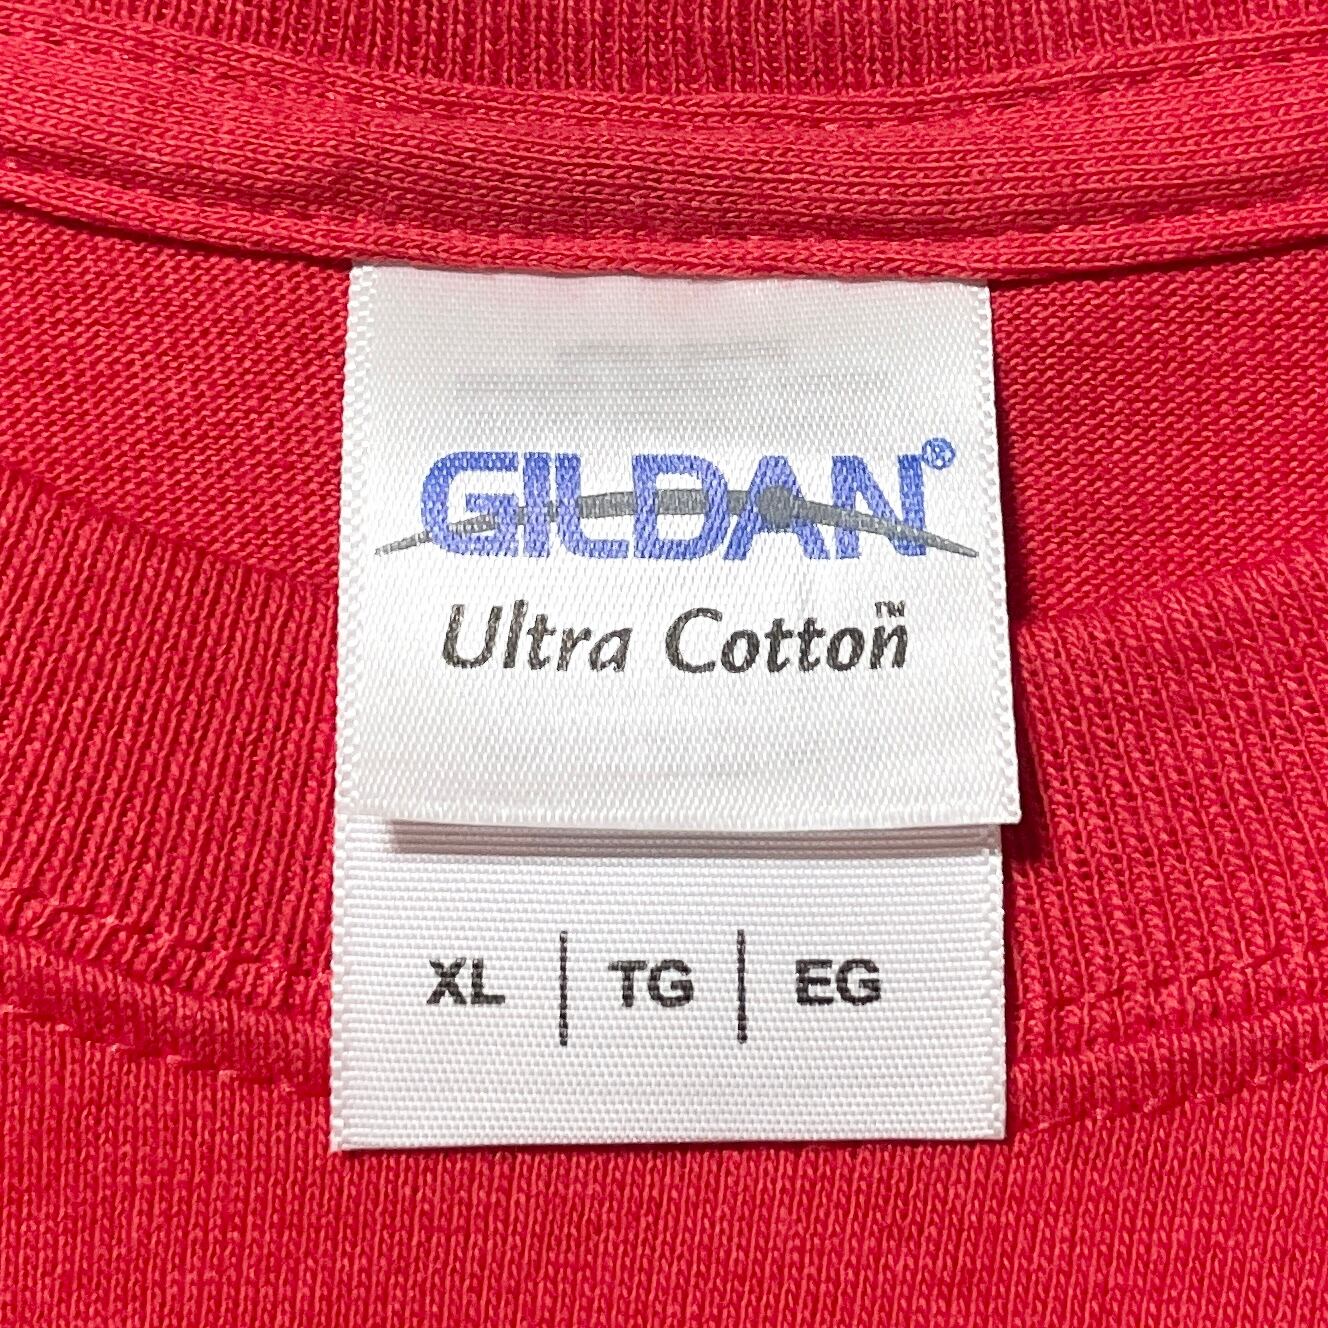 GILDAN®
Ultra Cotton™
XL | TG | EG